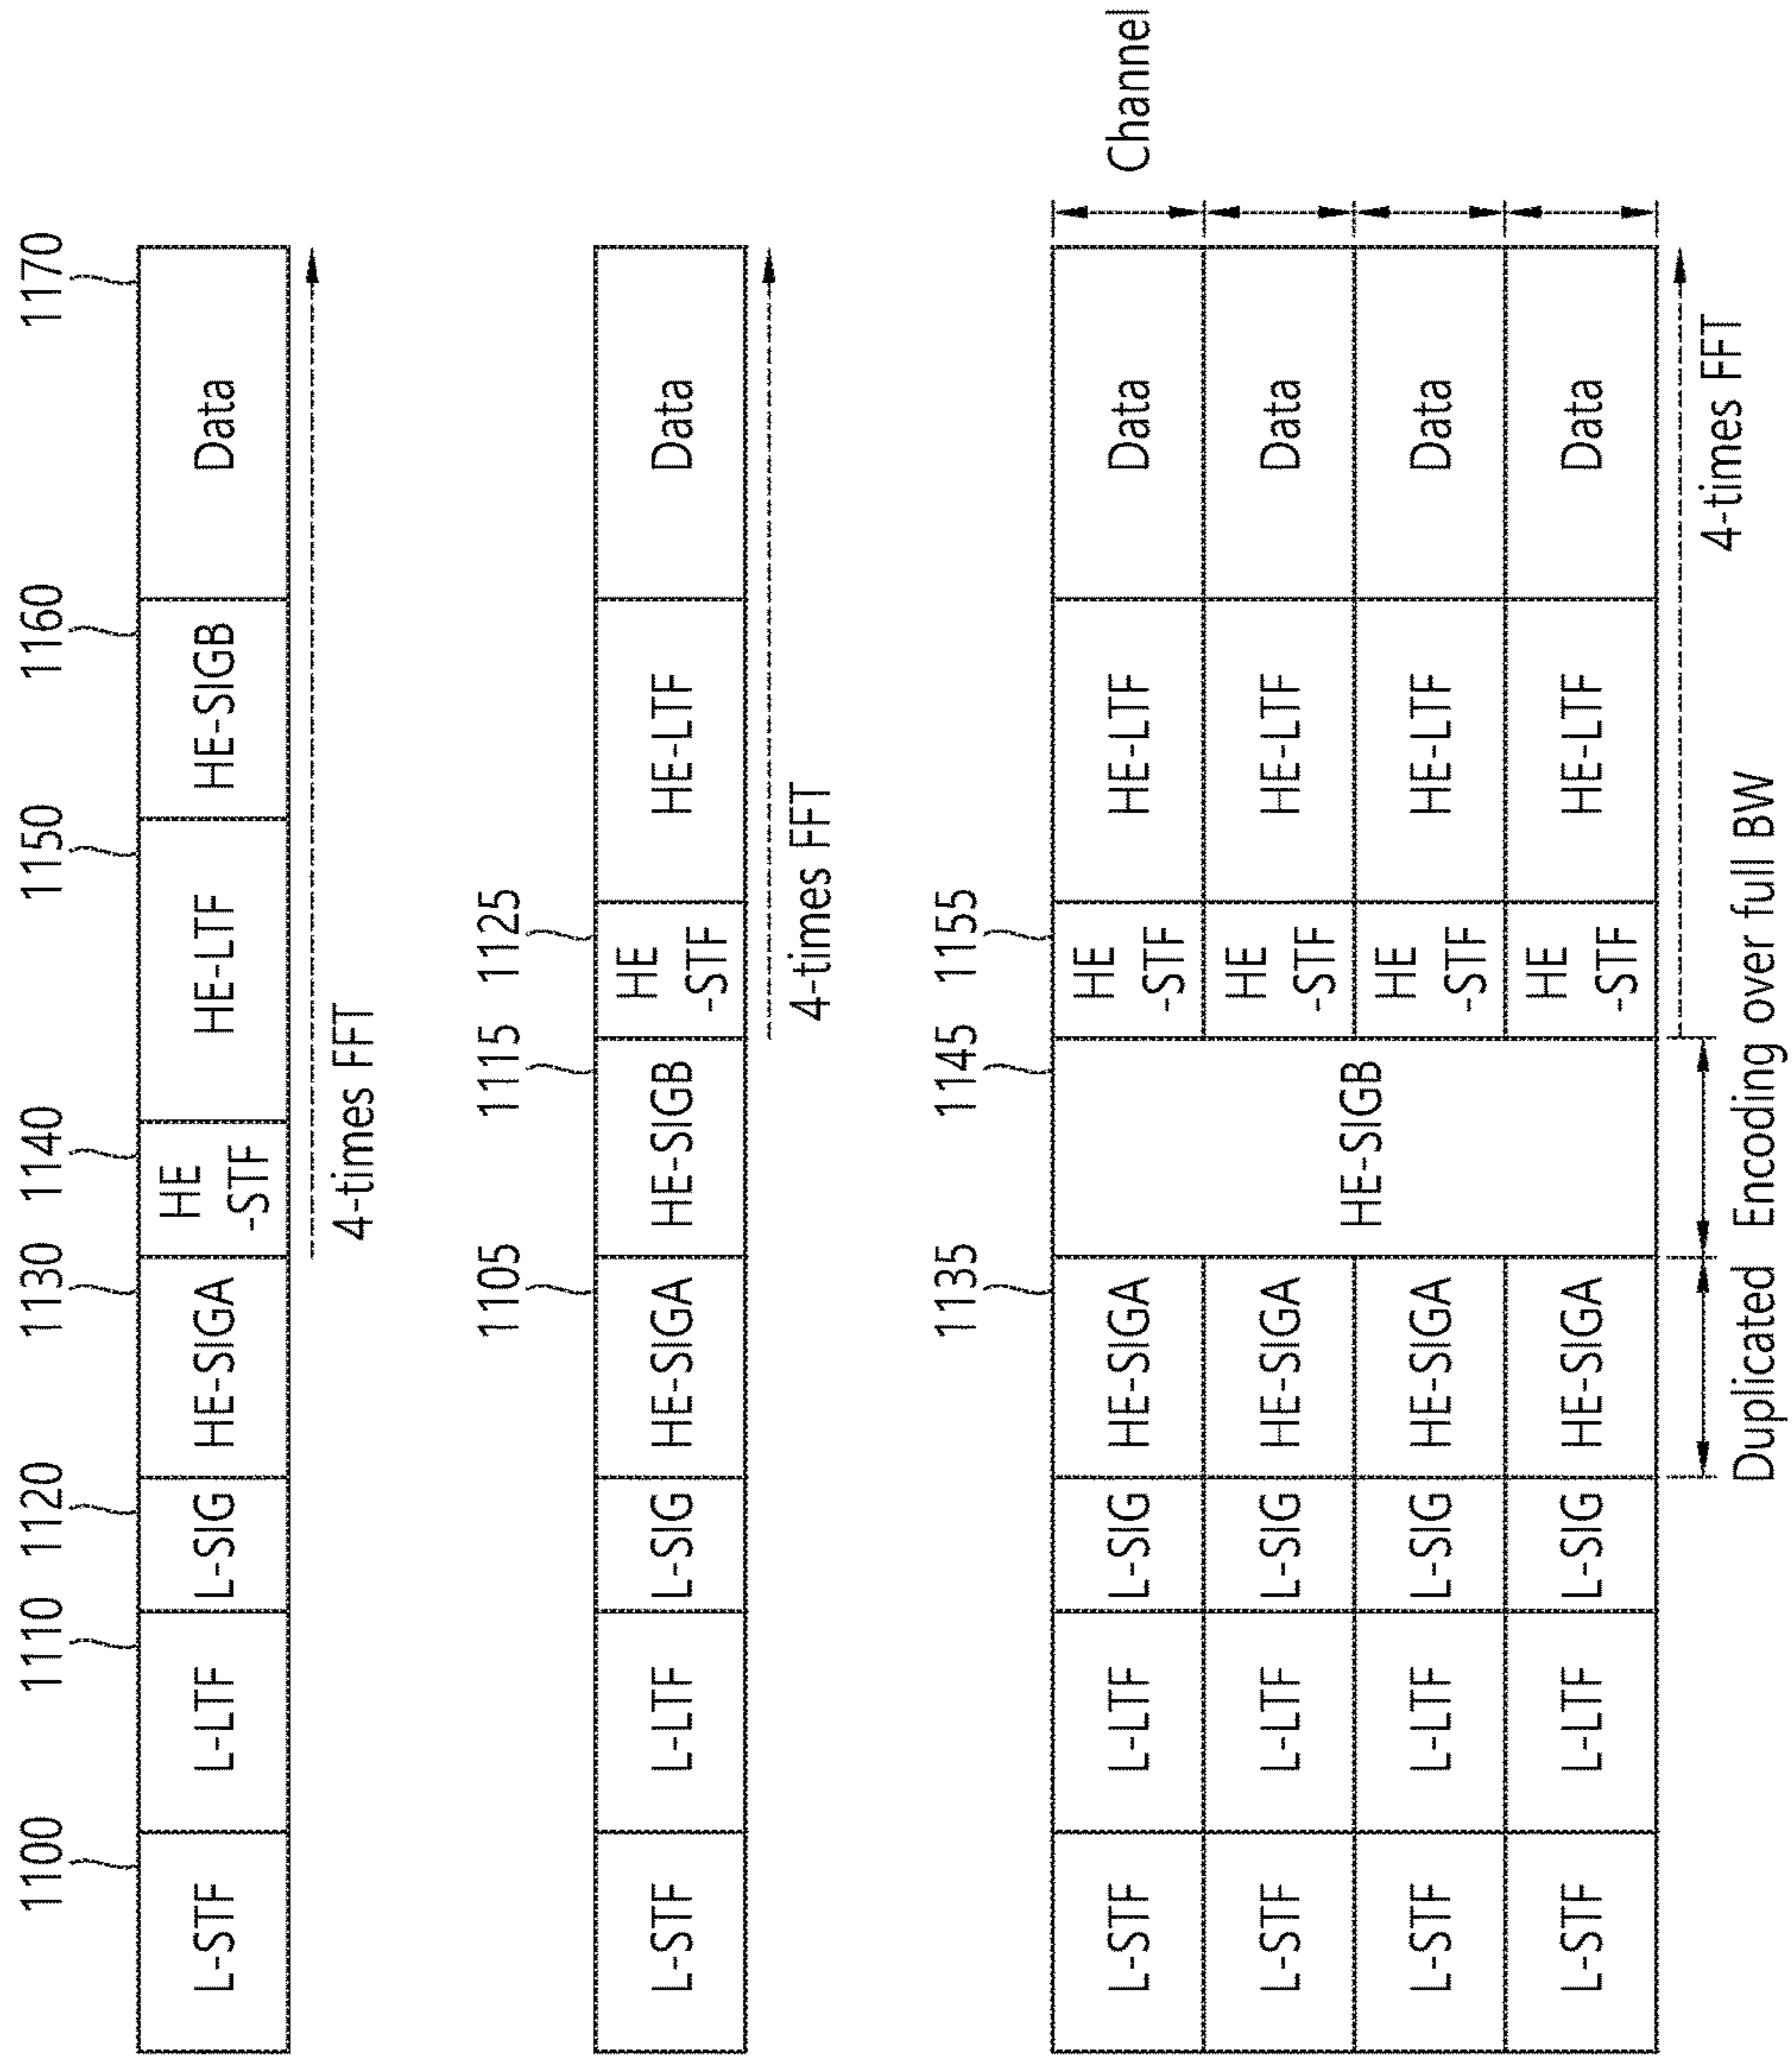 1100 1110 1120 1130 1140 1150 1160 1170
L-STF L-LTF L-SIG HE-SIGA HE -STF HE-LTF HE-SIGB Data
4-times FFT
1105 1115 1125
L-STF L-LTF L-SIG HE-SIGA HE-SIGB HE -STF HE-LTF Data
4-times FFT
1135 1145 1155
L-STF L-LTF L-SIG HE-SIGA HE-SIGB HE -STF HE-LTF Data Channel
L-STF L-LTF L-SIG HE-SIGA HE -STF HE-LTF Data
L-STF L-LTF L-SIG HE-SIGA HE -STF HE-LTF Data
L-STF L-LTF L-SIG HE-SIGA HE -STF HE-LTF Data
4-times FFT
Duplicated Encoding over full BW